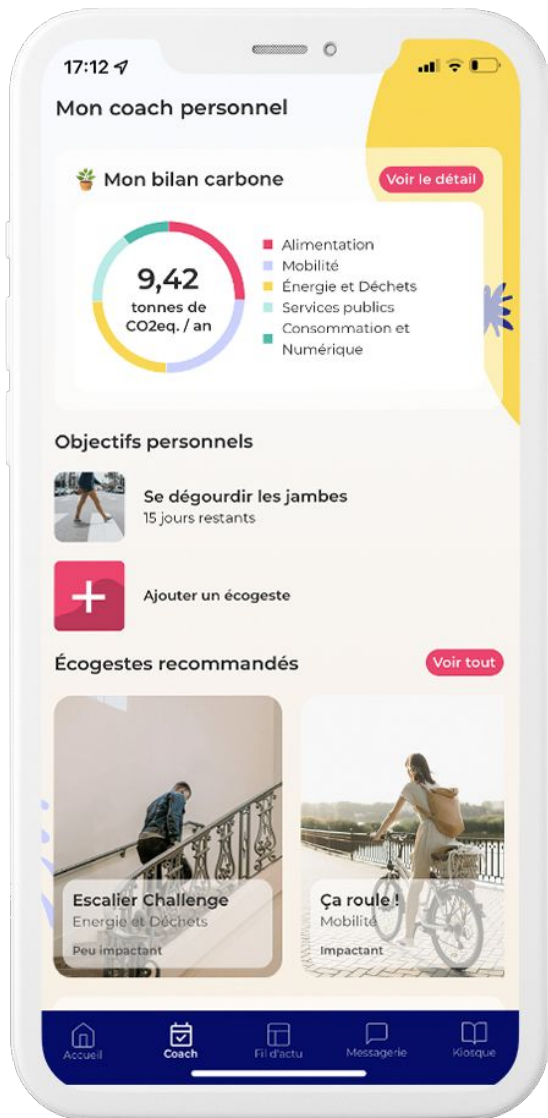 17:12
Mon coach personnel
Mon bilan carbone
Voir le détail
9,42
tonnes de
CO2eq. / an
Alimentation
Mobilité
Énergie et Déchets
Services publics
Consommation et
Numérique
Objectifs personnels
Se dégourdir les jambes
15 jours restants
Ajouter un écogeste
Écogestes recommandés
Voir tout
Escalier Challenge
Energie et Déchets
Peu impactant
Ça roule !
Mobilité
Impactant
Accueil
Coach
Fil d'actu
Messagerie
Kiosque